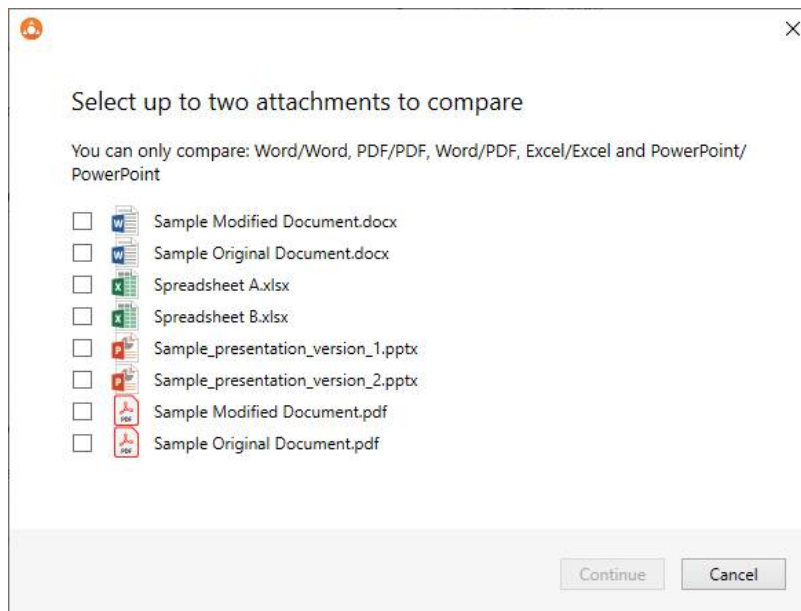 Select up to two attachments to compare
You can only compare: Word/Word, PDF/PDF, Word/PDF, Excel/Excel and PowerPoint/
PowerPoint
Sample Modified Document.docx
Sample Original Document.docx
Spreadsheet A.xlsx
Spreadsheet B.xlsx
Sample_presentation_version_1.pptx
Sample_presentation_version_2.pptx
Sample Modified Document.pdf
Sample Original Document.pdf
Continue
Cancel